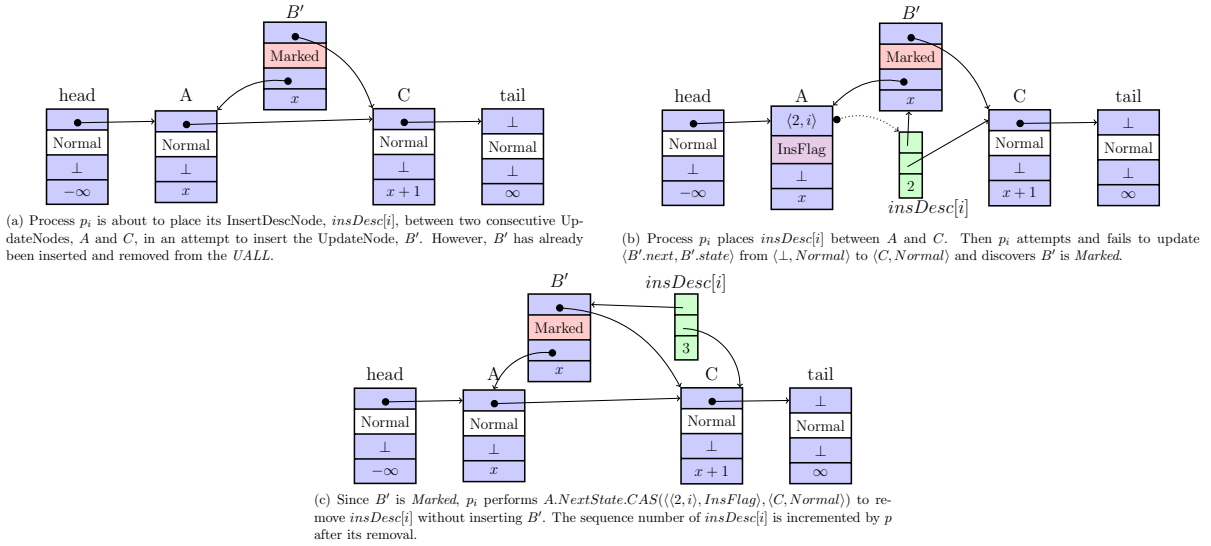 B′
Marked
x
head
A
C
tail
Normal
Normal
Normal
⊥
Normal
⊥
⊥
⊥
⊥
−∞
x
x + 1
∞
(a) Process p_i is about to place its InsertDescNode, insDesc[i], between two consecutive Up-
dateNodes, A and C, in an attempt to insert the UpdateNode, B′. However, B′ has already
been inserted and removed from the UALL.
B′
Marked
x
head
A
C
tail
⟨2, i⟩
⊥
Normal
InsFlag
Normal
Normal
⊥
⊥
⊥
⊥
−∞
x
2
x + 1
∞
insDesc[i]
(b) Process p_i places insDesc[i] between A and C. Then p_i attempts and fails to update
⟨B′.next, B′.state⟩ from ⟨⊥, Normal⟩ to ⟨C, Normal⟩ and discovers B′ is Marked.
B′
insDesc[i]
Marked
3
x
head
A
C
tail
⊥
Normal
Normal
Normal
Normal
⊥
⊥
⊥
⊥
−∞
x
x + 1
∞
(c) Since B′ is Marked, p_i performs A.NextState.CAS(⟨⟨2, i⟩, InsFlag⟩, ⟨C, Normal⟩) to re-
move insDesc[i] without inserting B′. The sequence number of insDesc[i] is incremented by p
after its removal.